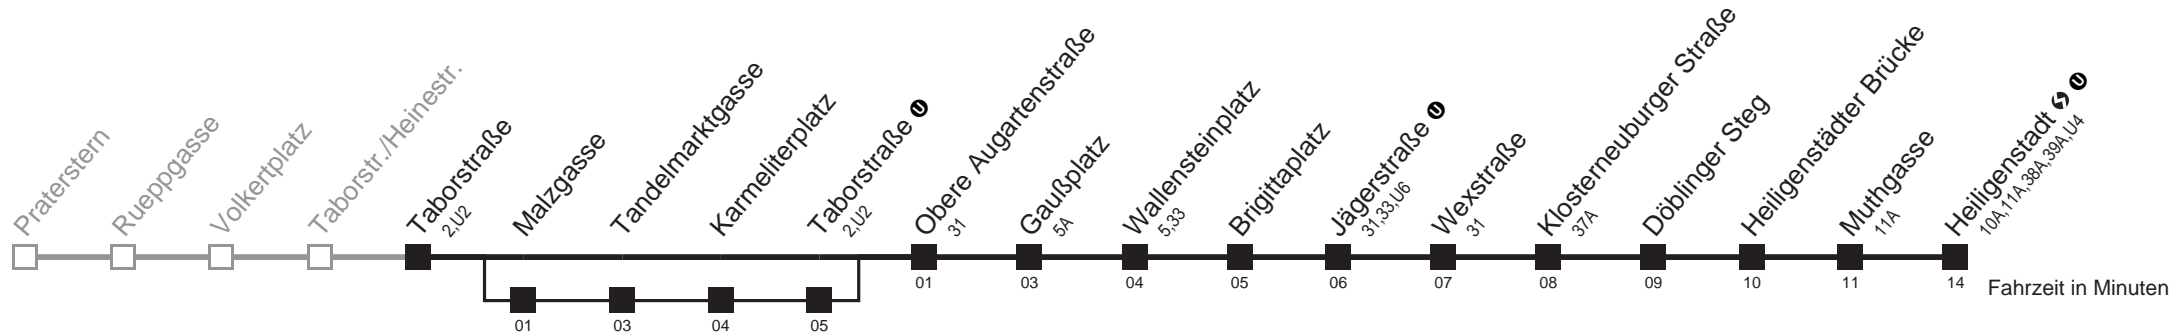 Praterstern
Rueppgasse
Volkertplatz
Taborstr./Heinestr.
Taborstraße
2,U2
Malzgasse
Tandelmarktgasse
Karmeliterplatz
Taborstraße U
2,U2
Obere Augartenstraße
31
Gaußplatz
5A
Wallensteinplatz
5,33
Brigittaplatz
Jägerstraße U
31,33,U6
Wexstraße
31
Klosterneuburger Straße
37A
Döblinger Steg
Heiligenstädter Brücke
Muthgasse
11A
Heiligenstadt U
10A,11A,38A,39A,U4
01 03 04 05 06 07 08 09 10 11 14 Fahrzeit in Minuten
01 03 04 05